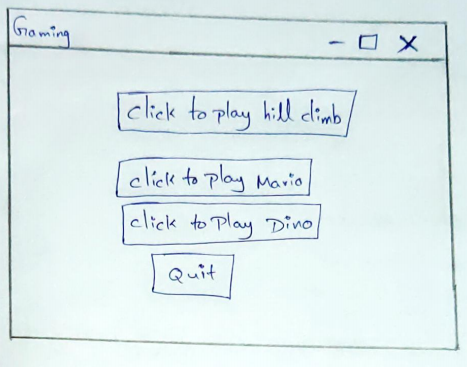 Gaming
Click to play hill climb
click to play Mario
click to Play Dino
Quit